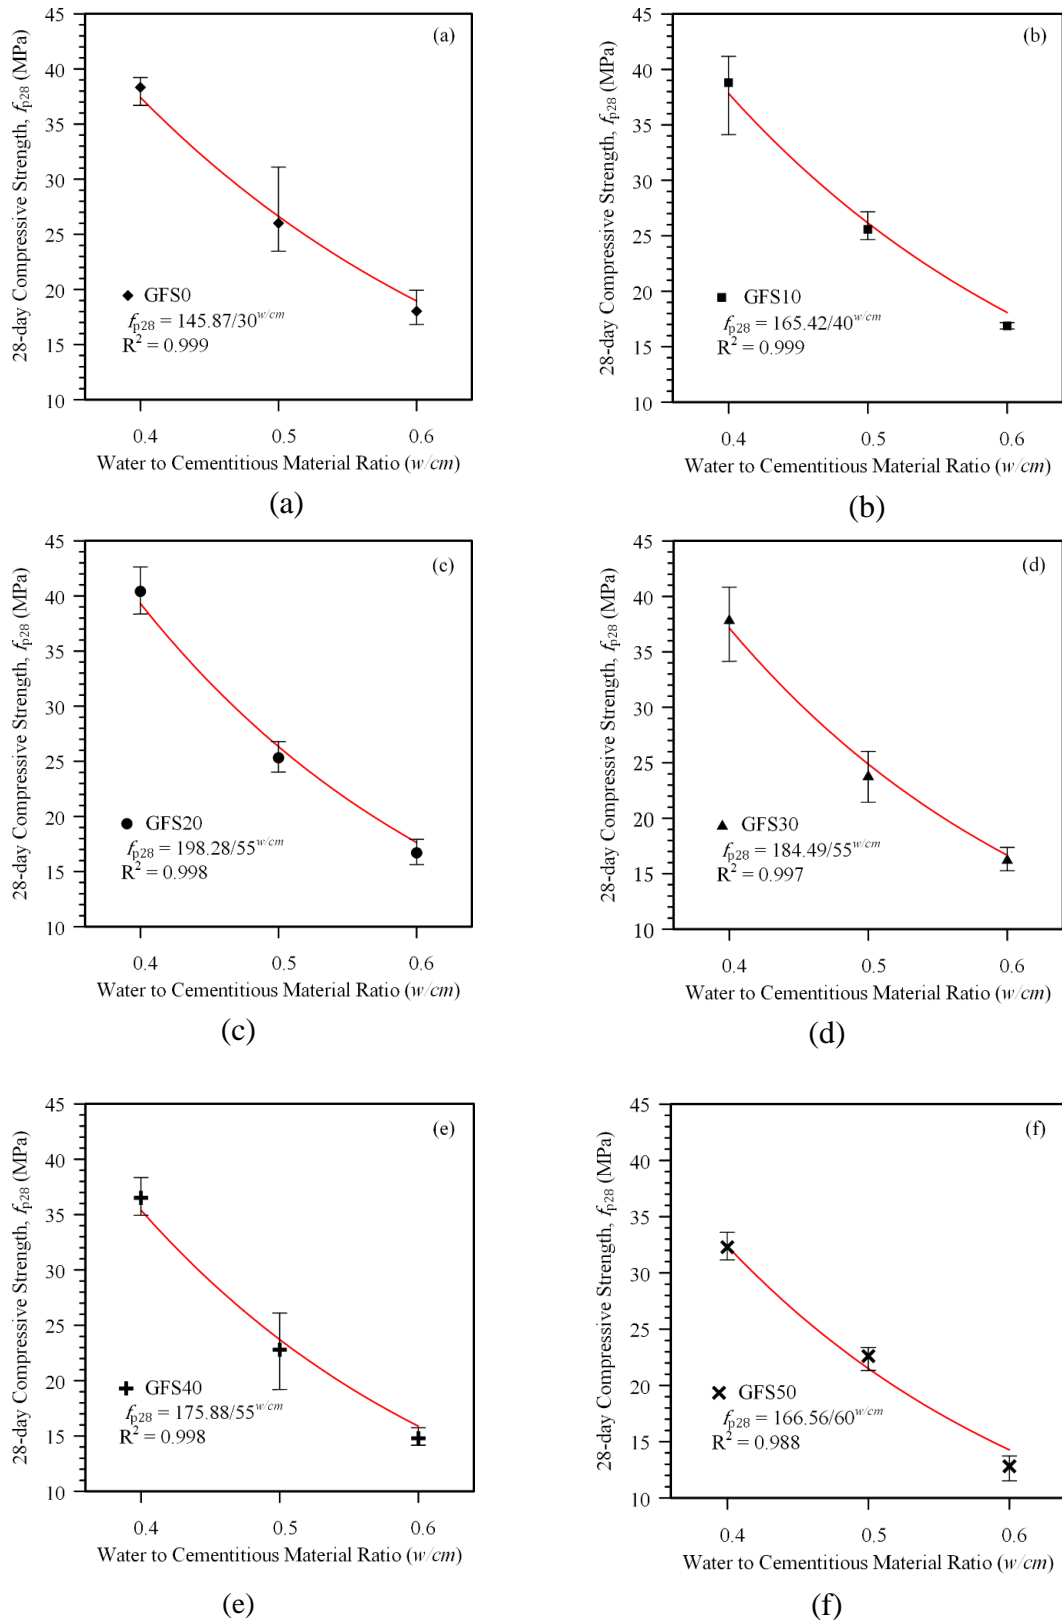 28-day Compressive Strength, fp28 (MPa)
45
40
35
30
25
20
15
10
(a)
GFS0
fp28 = 145.87/30^w/cm
R² = 0.999
0.4 0.5 0.6
Water to Cementitious Material Ratio (w/cm)
(a)
28-day Compressive Strength, fp28 (MPa)
45
40
35
30
25
20
15
10
(b)
GFS10
fp28 = 165.42/40^w/cm
R² = 0.999
0.4 0.5 0.6
Water to Cementitious Material Ratio (w/cm)
(b)
28-day Compressive Strength, fp28 (MPa)
45
40
35
30
25
20
15
10
(c)
GFS20
fp28 = 198.28/55^w/cm
R² = 0.998
0.4 0.5 0.6
Water to Cementitious Material Ratio (w/cm)
(c)
28-day Compressive Strength, fp28 (MPa)
45
40
35
30
25
20
15
10
(d)
GFS30
fp28 = 184.49/55^w/cm
R² = 0.997
0.4 0.5 0.6
Water to Cementitious Material Ratio (w/cm)
(d)
28-day Compressive Strength, fp28 (MPa)
45
40
35
30
25
20
15
10
(e)
GFS40
fp28 = 175.88/55^w/cm
R² = 0.998
0.4 0.5 0.6
Water to Cementitious Material Ratio (w/cm)
(e)
28-day Compressive Strength, fp28 (MPa)
45
40
35
30
25
20
15
10
(f)
GFS50
fp28 = 166.56/60^w/cm
R² = 0.988
0.4 0.5 0.6
Water to Cementitious Material Ratio (w/cm)
(f)